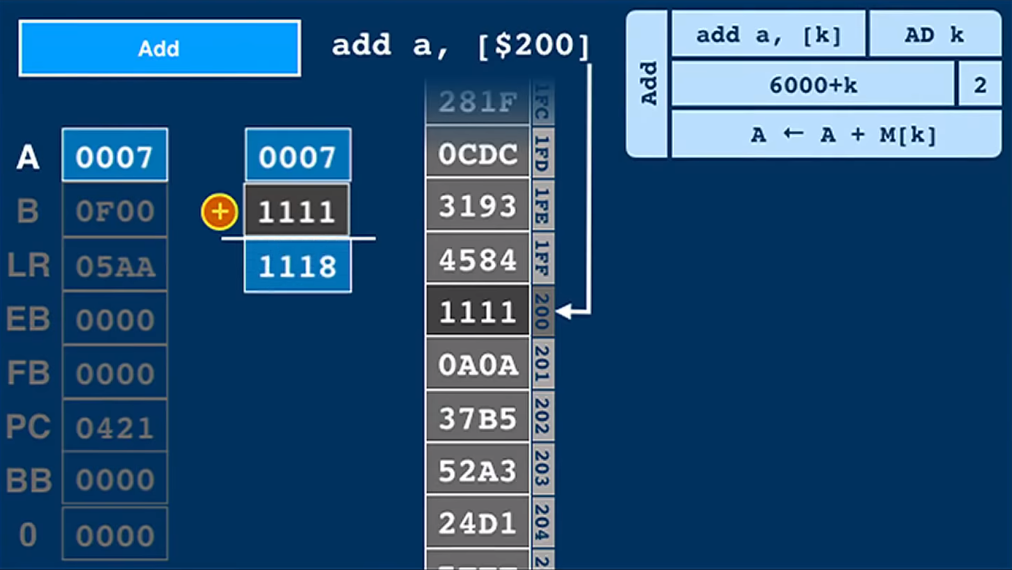 Add
add a, [$200]
Add
add a, [k]
AD k
6000+k
2
A ← A + M[k]
A 0007
B 0F00
LR 05AA
EB 0000
FB 0000
PC 0421
BB 0000
0 0000
0007
+ 1111
1118
281F 1FC
0CDC 1FD
3193 1FE
4584 1FF
1111 200
0A0A 201
37B5 202
52A3 203
24D1 204